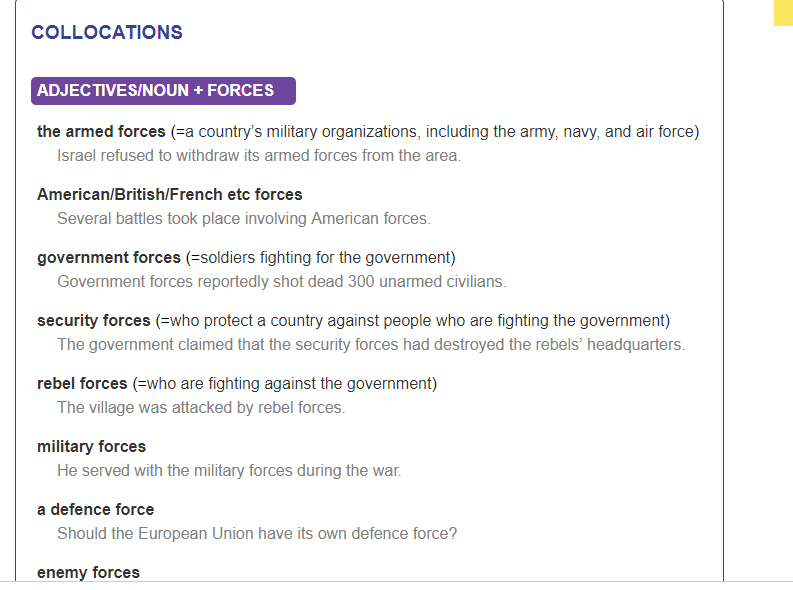 COLLOCATIONS
ADJECTIVES/NOUN + FORCES
the armed forces (=a country’s military organizations, including the army, navy, and air force)
Israel refused to withdraw its armed forces from the area.
American/British/French etc forces
Several battles took place involving American forces.
government forces (=soldiers fighting for the government)
Government forces reportedly shot dead 300 unarmed civilians.
security forces (=who protect a country against people who are fighting the government)
The government claimed that the security forces had destroyed the rebels’ headquarters.
rebel forces (=who are fighting against the government)
The village was attacked by rebel forces.
military forces
He served with the military forces during the war.
a defence force
Should the European Union have its own defence force?
enemy forces